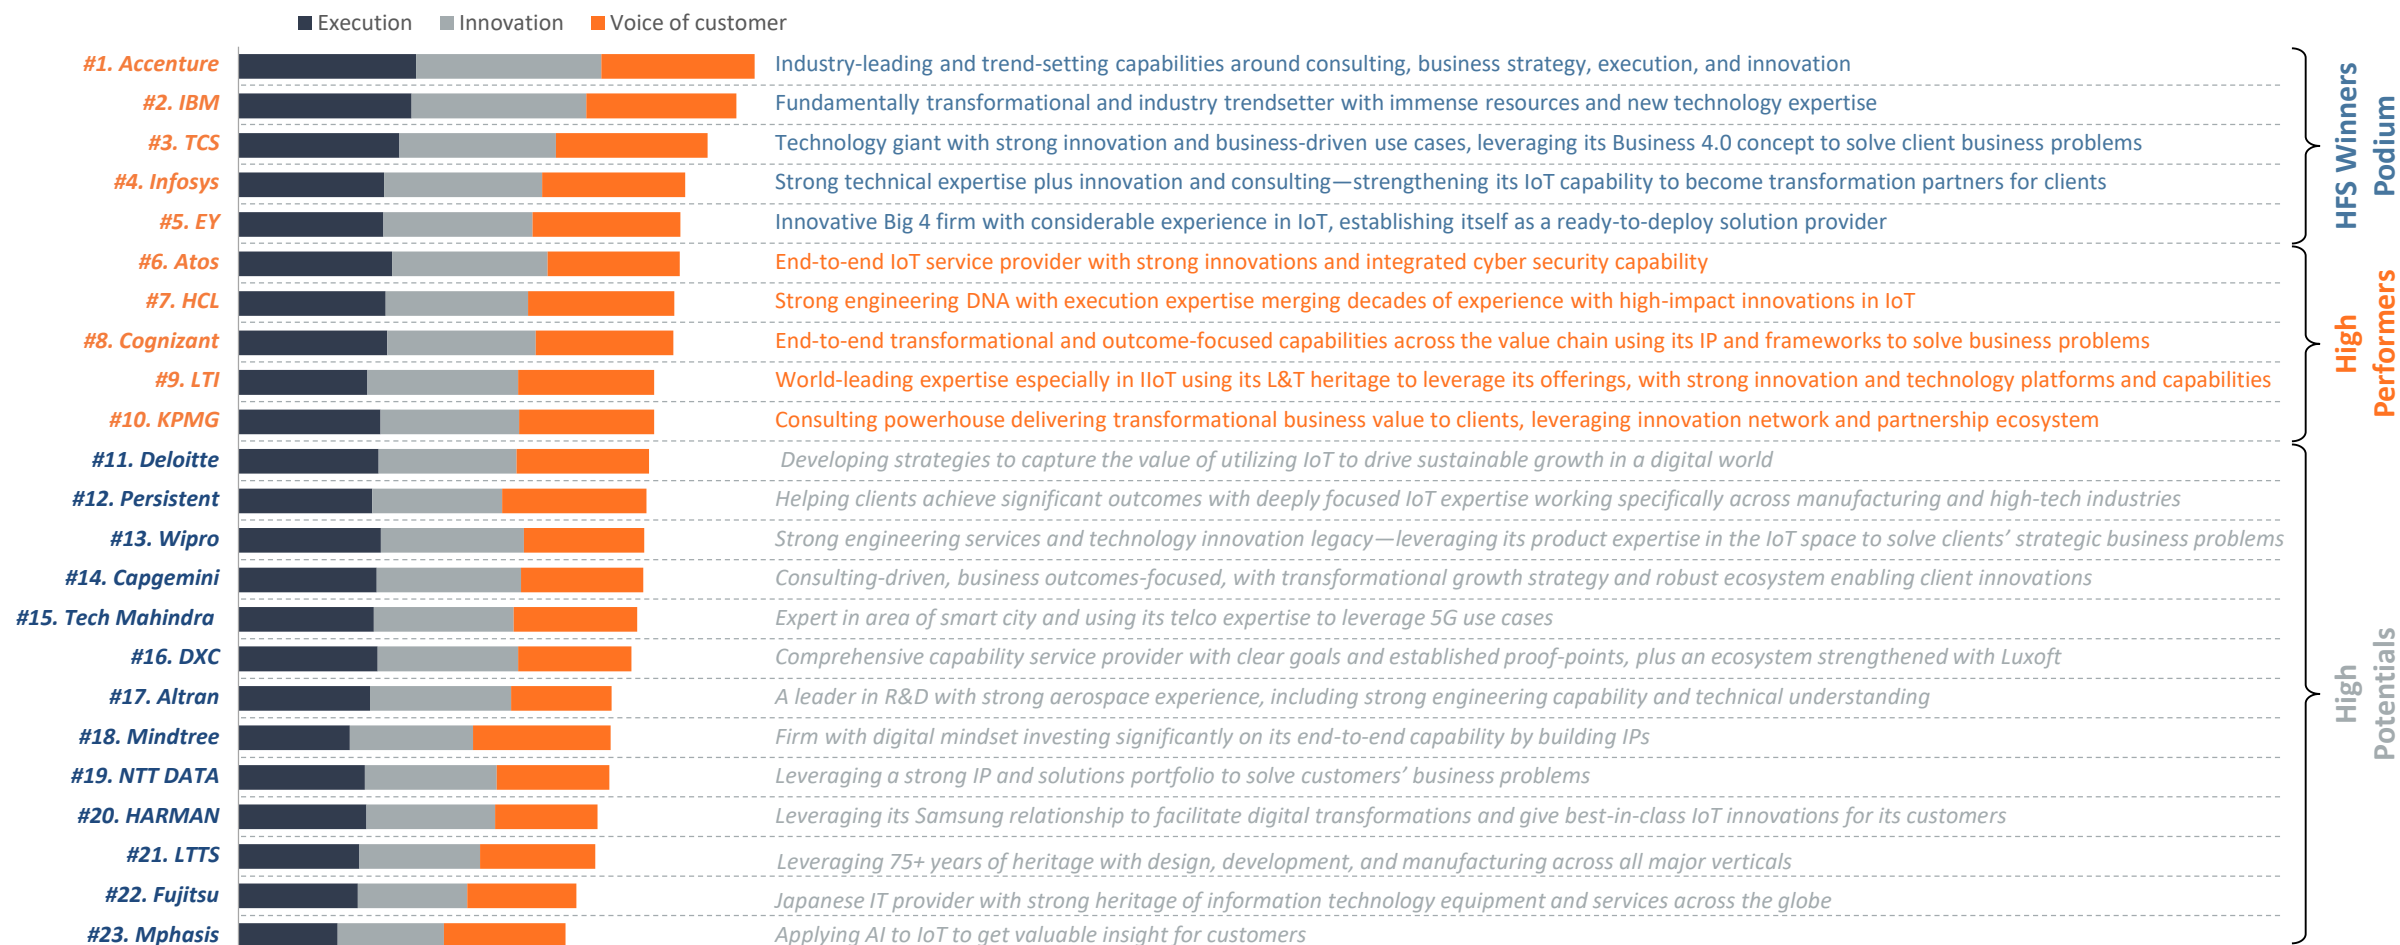 Execution Innovation Voice of customer
#1. Accenture Industry-leading and trend-setting capabilities around consulting, business strategy, execution, and innovation
#2. IBM Fundamentally transformational and industry trendsetter with immense resources and new technology expertise
#3. TCS Technology giant with strong innovation and business-driven use cases, leveraging its Business 4.0 concept to solve client business problems
#4. Infosys Strong technical expertise plus innovation and consulting—strengthening its IoT capability to become transformation partners for clients
#5. EY Innovative Big 4 firm with considerable experience in IoT, establishing itself as a ready-to-deploy solution provider
HFS Winners
Podium
#6. Atos End-to-end IoT service provider with strong innovations and integrated cyber security capability
#7. HCL Strong engineering DNA with execution expertise merging decades of experience with high-impact innovations in IoT
#8. Cognizant End-to-end transformational and outcome-focused capabilities across the value chain using its IP and frameworks to solve business problems
#9. LTI World-leading expertise especially in IIoT using its L&T heritage to leverage its offerings, with strong innovation and technology platforms and capabilities
#10. KPMG Consulting powerhouse delivering transformational business value to clients, leveraging innovation network and partnership ecosystem
High
Performers
#11. Deloitte Developing strategies to capture the value of utilizing IoT to drive sustainable growth in a digital world
#12. Persistent Helping clients achieve significant outcomes with deeply focused IoT expertise working specifically across manufacturing and high-tech industries
#13. Wipro Strong engineering services and technology innovation legacy—leveraging its product expertise in the IoT space to solve clients’ strategic business problems
#14. Capgemini Consulting-driven, business outcomes-focused, with transformational growth strategy and robust ecosystem enabling client innovations
#15. Tech Mahindra Expert in area of smart city and using its telco expertise to leverage 5G use cases
#16. DXC Comprehensive capability service provider with clear goals and established proof-points, plus an ecosystem strengthened with Luxoft
#17. Altran A leader in R&D with strong aerospace experience, including strong engineering capability and technical understanding
#18. Mindtree Firm with digital mindset investing significantly on its end-to-end capability by building IPs
#19. NTT DATA Leveraging a strong IP and solutions portfolio to solve customers’ business problems
#20. HARMAN Leveraging its Samsung relationship to facilitate digital transformations and give best-in-class IoT innovations for its customers
#21. LTTS Leveraging 75+ years of heritage with design, development, and manufacturing across all major verticals
#22. Fujitsu Japanese IT provider with strong heritage of information technology equipment and services across the globe
#23. Mphasis Applying AI to IoT to get valuable insight for customers
High
Potentials